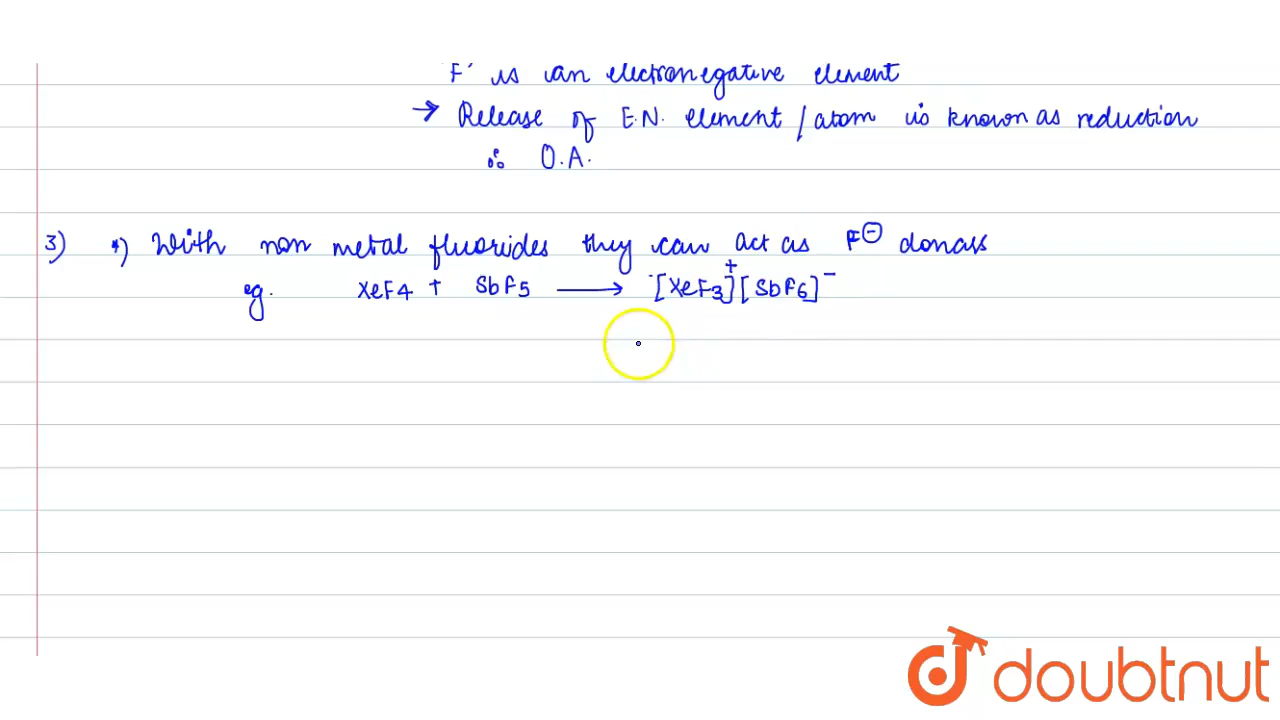 'F' is an electronegative element
→ Release of E.N. element / atom is known as reduction
∴ O.A.
3) *) With non metal fluorides they can act as F⊖ donars
eg. XeF4 + SbF5 ⟶ [XeF3]⁺[SbF6]⁻
doubtnut